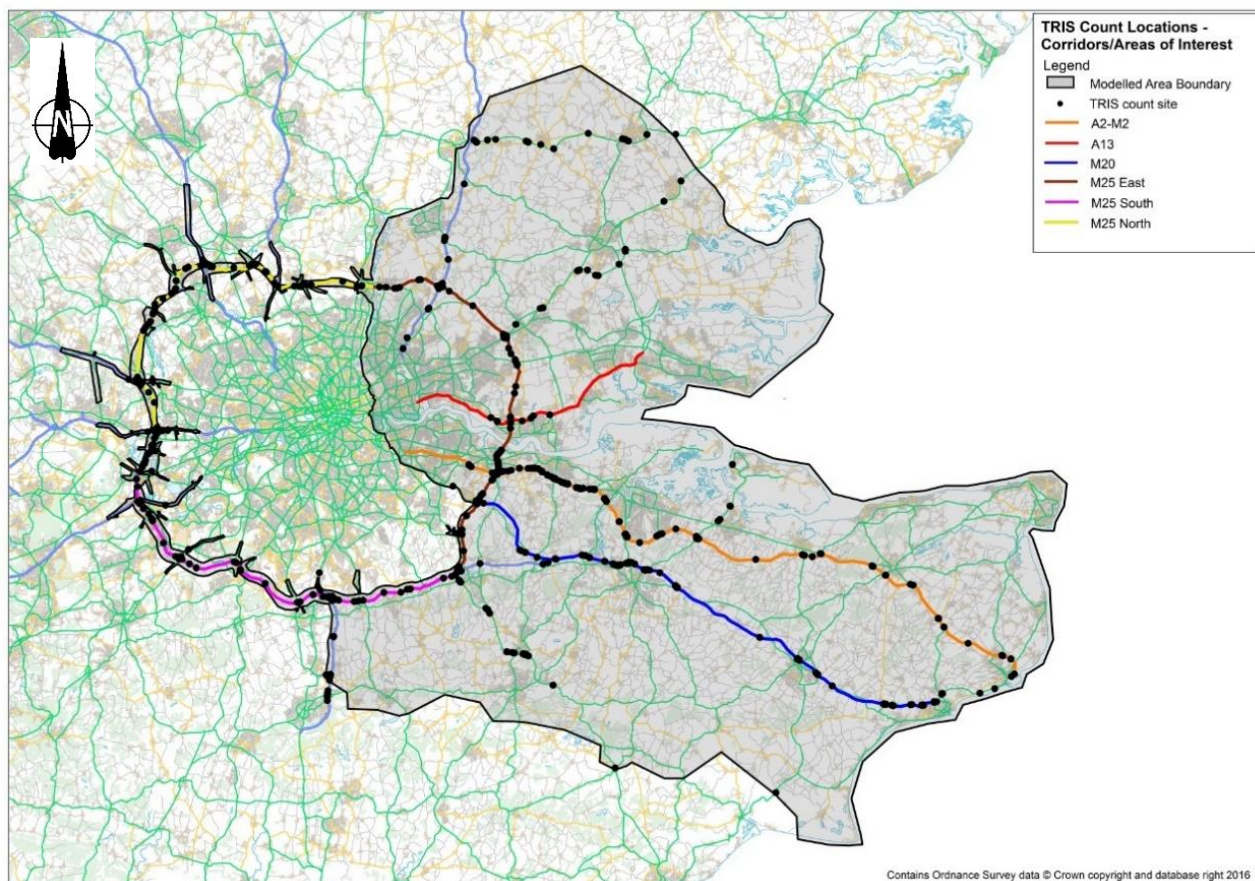 N
TRIS Count Locations -
Corridors/Areas of Interest
Legend
Modelled Area Boundary
TRIS count site
A2-M2
A13
M20
M25 East
M25 South
M25 North
Contains Ordnance Survey data © Crown copyright and database right 2016